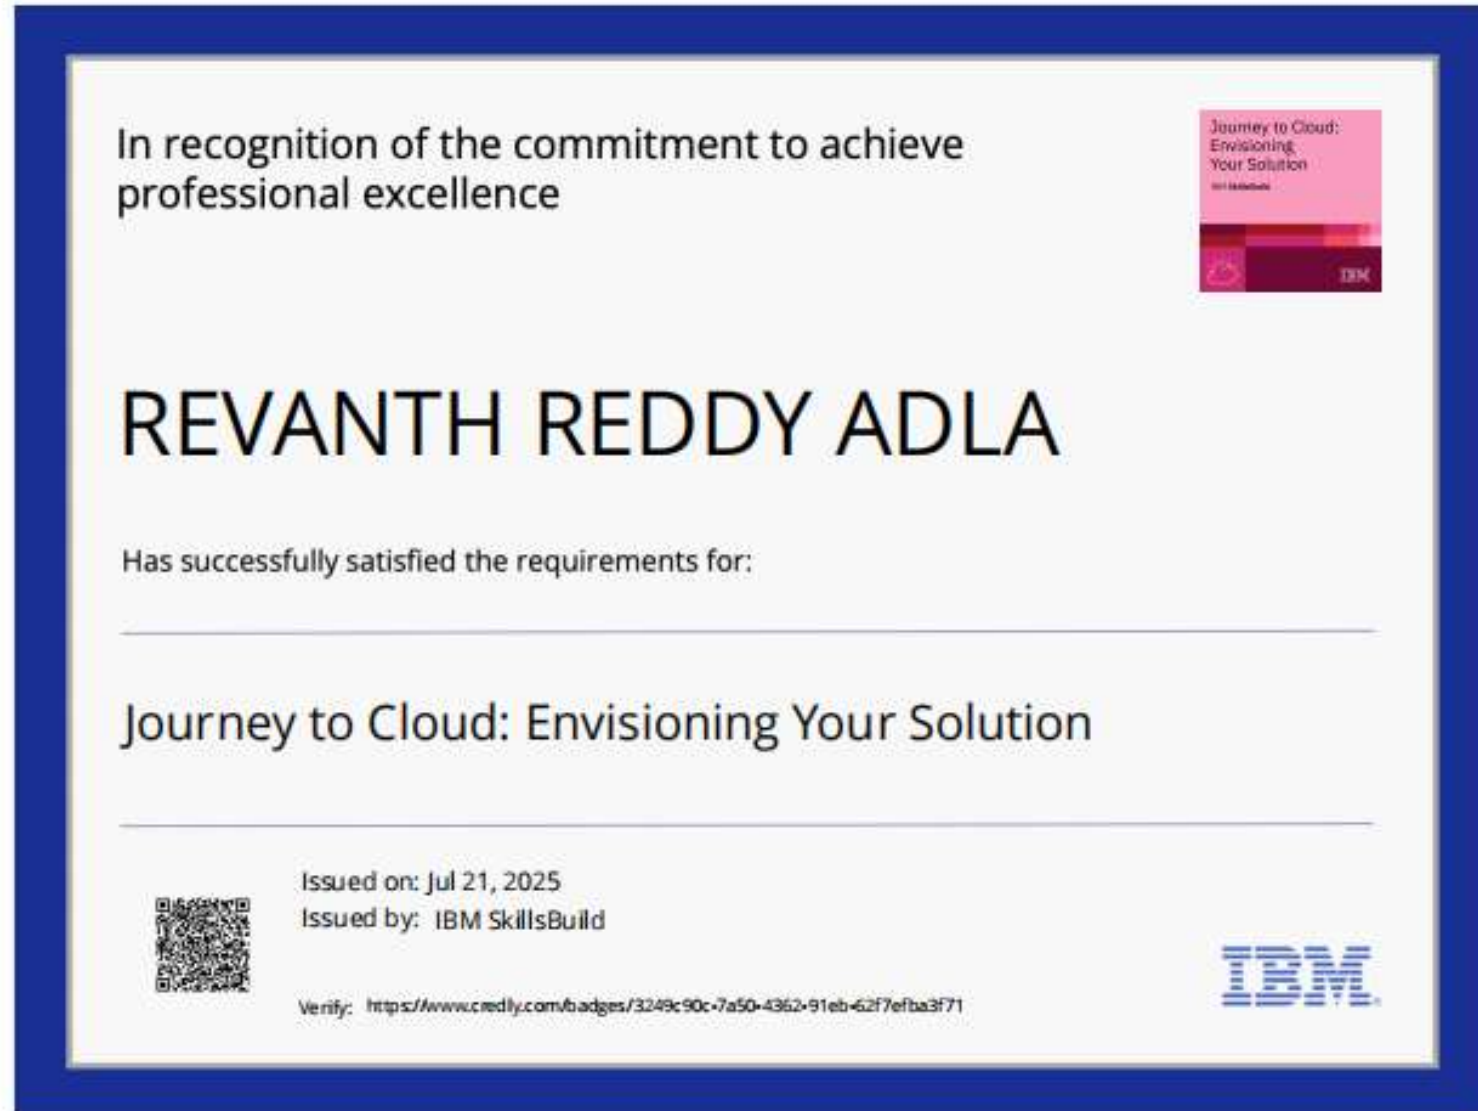 In recognition of the commitment to achieve
professional excellence
Journey to Cloud:
Envisioning
Your Solution
IBM SkillsBuild
IBM
REVANTH REDDY ADLA
Has successfully satisfied the requirements for:
Journey to Cloud: Envisioning Your Solution
Issued on: Jul 21, 2025
Issued by: IBM SkillsBuild
Verify: https://www.credly.com/badges/3249c90c-7a50-4362-91eb-62f7efba3f71
IBM